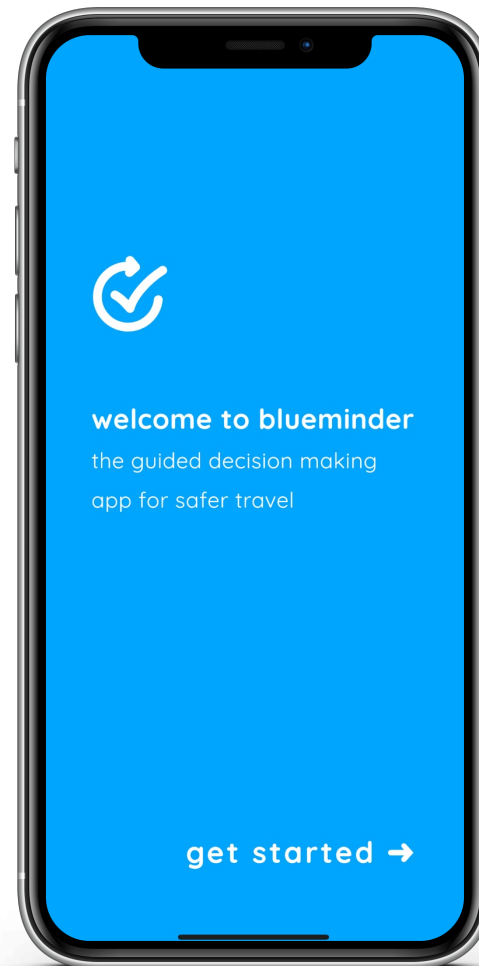 welcome to blueminder
the guided decision making
app for safer travel
get started ➜